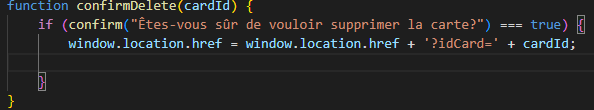 function confirmDelete(cardId) {
if (confirm("Êtes-vous sûr de vouloir supprimer la carte?") === true) {
window.location.href = window.location.href + '?idCard=' + cardId;
}
}